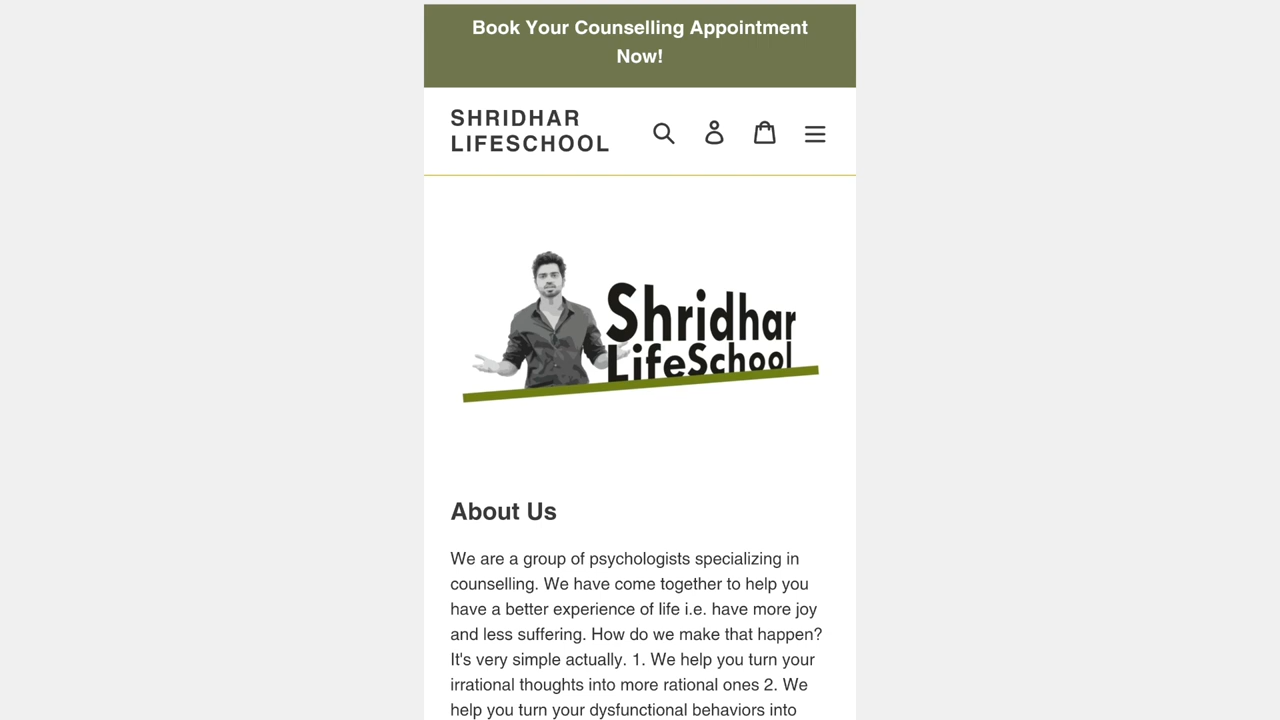 Book Your Counselling Appointment
Now!
SHRIDHAR
LIFESCHOOL
Shridhar
LifeSchool
About Us
We are a group of psychologists specializing in
counselling. We have come together to help you
have a better experience of life i.e. have more joy
and less suffering. How do we make that happen?
It's very simple actually. 1. We help you turn your
irrational thoughts into more rational ones 2. We
help you turn your dysfunctional behaviors into